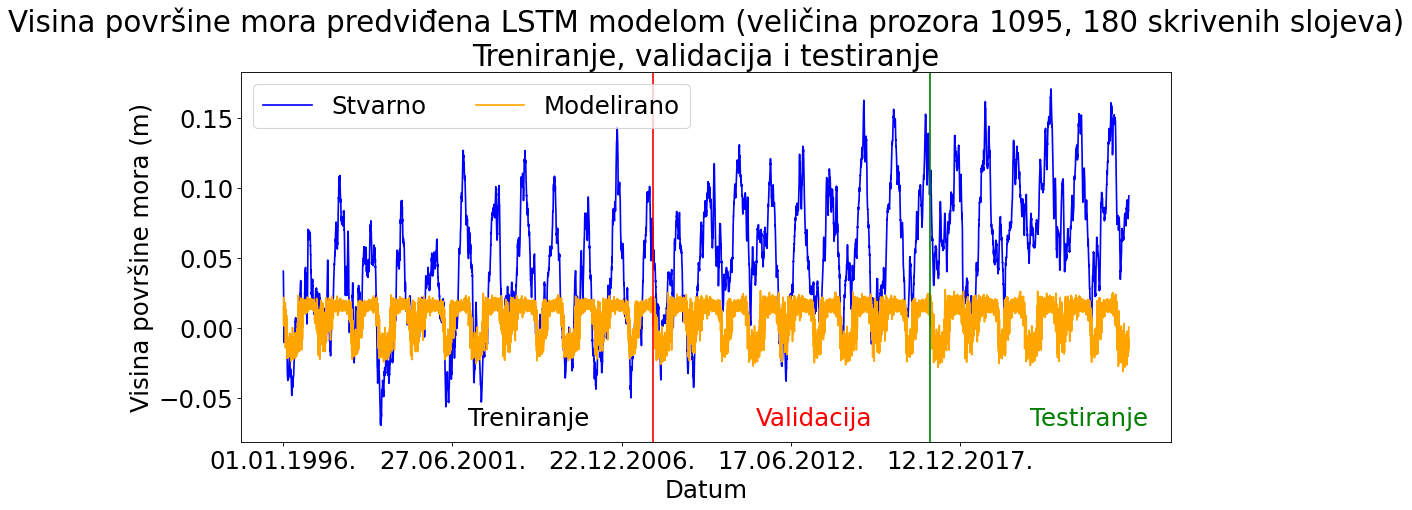 Visina površine mora predviđena LSTM modelom (veličina prozora 1095, 180 skrivenih slojeva)
Treniranje, validacija i testiranje
Stvarno
Modelirano
Visina površine mora (m)
0.15
0.10
0.05
0.00
−0.05
Treniranje
Validacija
Testiranje
01.01.1996.
27.06.2001.
22.12.2006.
17.06.2012.
12.12.2017.
Datum